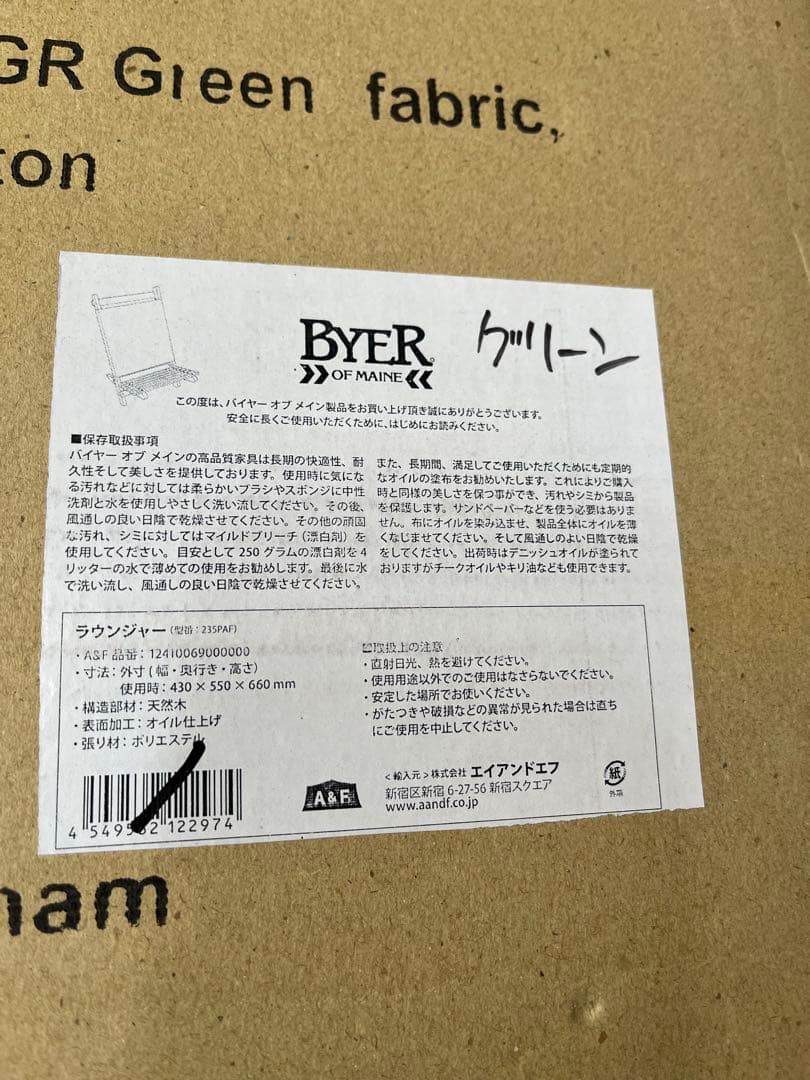 GR Green fabric,
ton
BYER
OF MAINE
グリーン
この度は、バイヤー オブ メイン製品をお買い上げ頂き誠にありがとうございます。
安全に長くご使用いただくために、はじめにお読みください。
■保存取扱事項
バイヤー オブ メインの高品質家具は長期の快適性、耐
久性そして美しさを提供しております。使用時に気にな
る汚れなどに対しては柔らかいブラシやスポンジに中性
洗剤と水を使用しやさしく洗い流してください。その後、
風通しの良い日陰で乾燥させてください。その他の頑固
な汚れ、シミに対してはマイルドブリーチ(漂白剤)を
使用してください。目安として 250 グラムの漂白剤を 4
リッターの水で薄めての使用をお勧めします。最後に水
で洗い流し、風通しの良い日陰で乾燥させてください。
また、長期間、満足してご使用いただくためにも定期的
なオイルの塗布をお勧めいたします。これによりご購入
時と同様の美しさを保つ事ができ、汚れやシミから製品
を保護します。サンドペーパーなどを使う必要はありま
せん。布にオイルを染み込ませ、製品全体にオイルを薄
くなじませてください。そして風通しのよい日陰で乾燥
をしてください。出荷時はデニッシュオイルが塗られて
おりますがチークオイルやキリ油なども使用できます。
ラウンジャー(型番:235PAF)
・A&F 品番:12410069000000
・寸法:外寸(幅・奥行き・高さ)
使用時:430×550×660mm
・構造部材:天然木
・表面加工:オイル仕上げ
・張り材:ポリエステル
4 549532 122974
■取扱上の注意
・直射日光、熱を避けてください。
・使用用途以外でのご使用はなさらないでください。
・安定した場所でお使いください。
・がたつきや破損などの異常が見られた場合は直ち
にご使用を中止してください。
A&F
<輸入元>株式会社 エイアンドエフ
新宿区新宿 6-27-56 新宿スクエア
www.aandf.co.jp
紙
外箱
ham